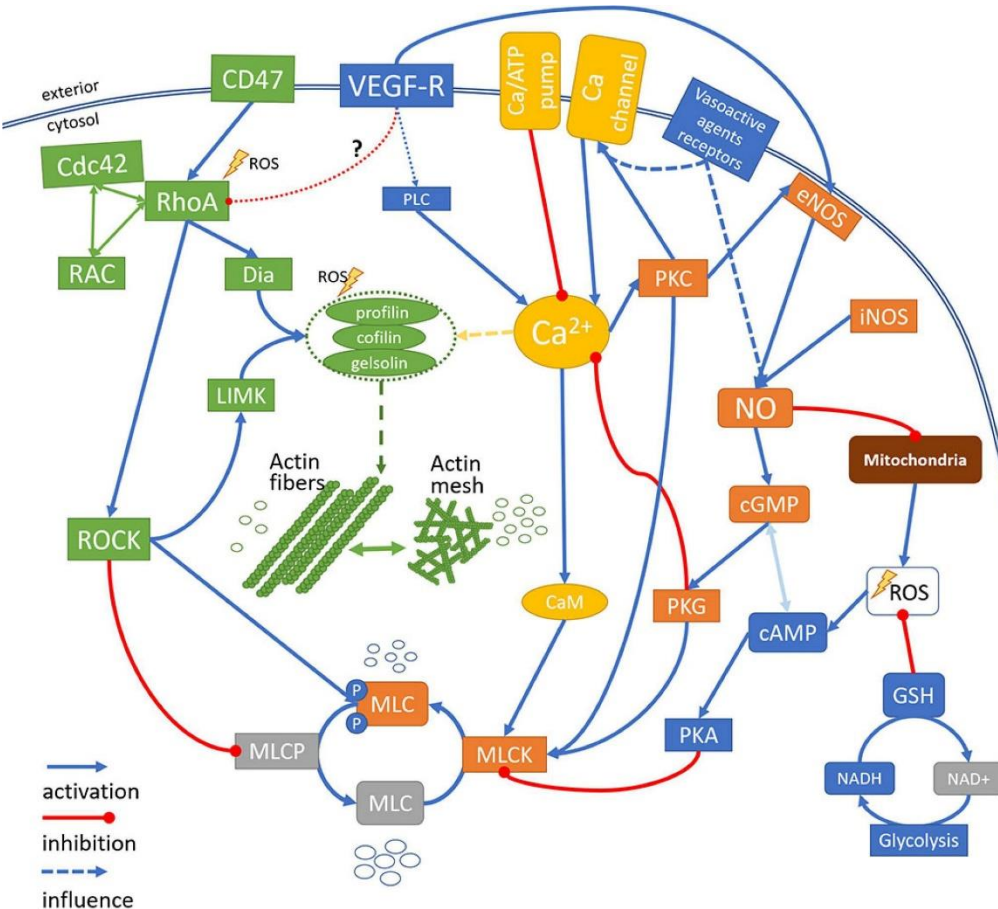 exterior
cytosol
CD47
VEGF-R
Ca/ATP
pump
Ca
channel
Vasoactive
agents
receptors
Cdc42
ROS
?
RhoA
PLC
eNOS
RAC
Dia
ROS
PKC
profilin
cofilin
gelsolin
Ca2+
iNOS
LIMK
NO
Actin
fibers
Actin
mesh
Mitochondria
cGMP
ROCK
CaM
PKG
ROS
cAMP
P
MLC
P
GSH
MLCP
MLCK
PKA
NADH
NAD+
MLC
Glycolysis
activation
inhibition
influence